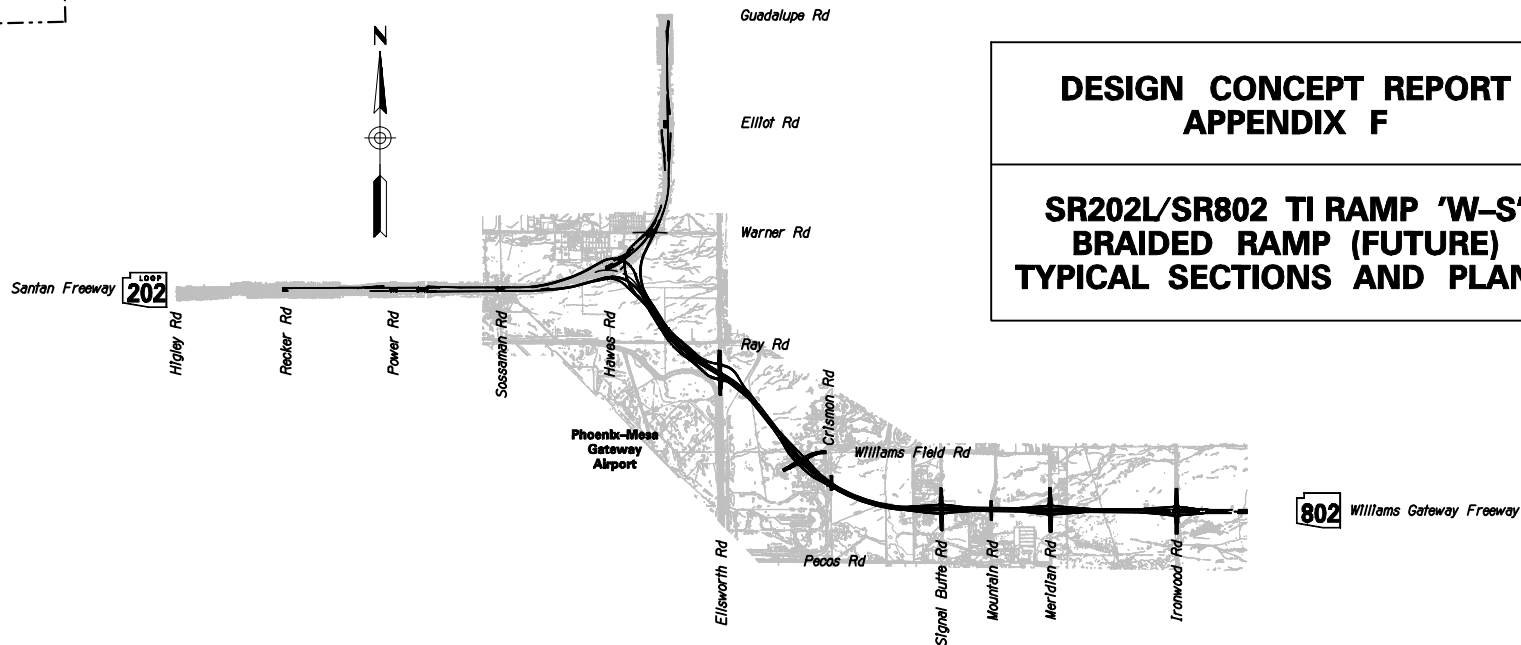 Guadalupe Rd
N
DESIGN CONCEPT REPORT
APPENDIX F
Elliot Rd
SR202L/SR802 TI RAMP 'W-S'
BRAIDED RAMP (FUTURE)
TYPICAL SECTIONS AND PLAN
Warner Rd
Santan Freeway
LOOP
202
Higley Rd
Recker Rd
Power Rd
Sossaman Rd
Hawes Rd
Ray Rd
Crismon Rd
Phoenix-Mesa
Gateway
Airport
Williams Field Rd
802
Williams Gateway Freeway
Pecos Rd
Ellsworth Rd
Signal Butte Rd
Mountain Rd
Meridian Rd
Ironwood Rd